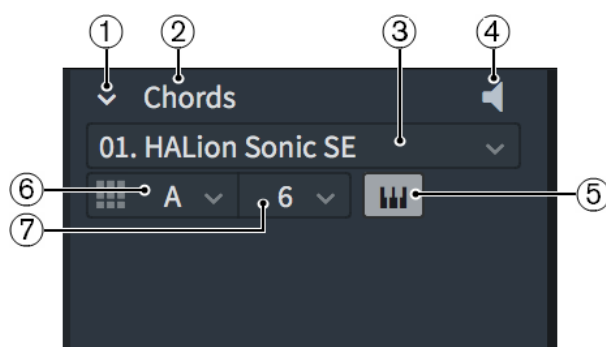 ① ② ③ ④
Chords
01. HALion Sonic SE
⑥ A 6 ⑤
⑦